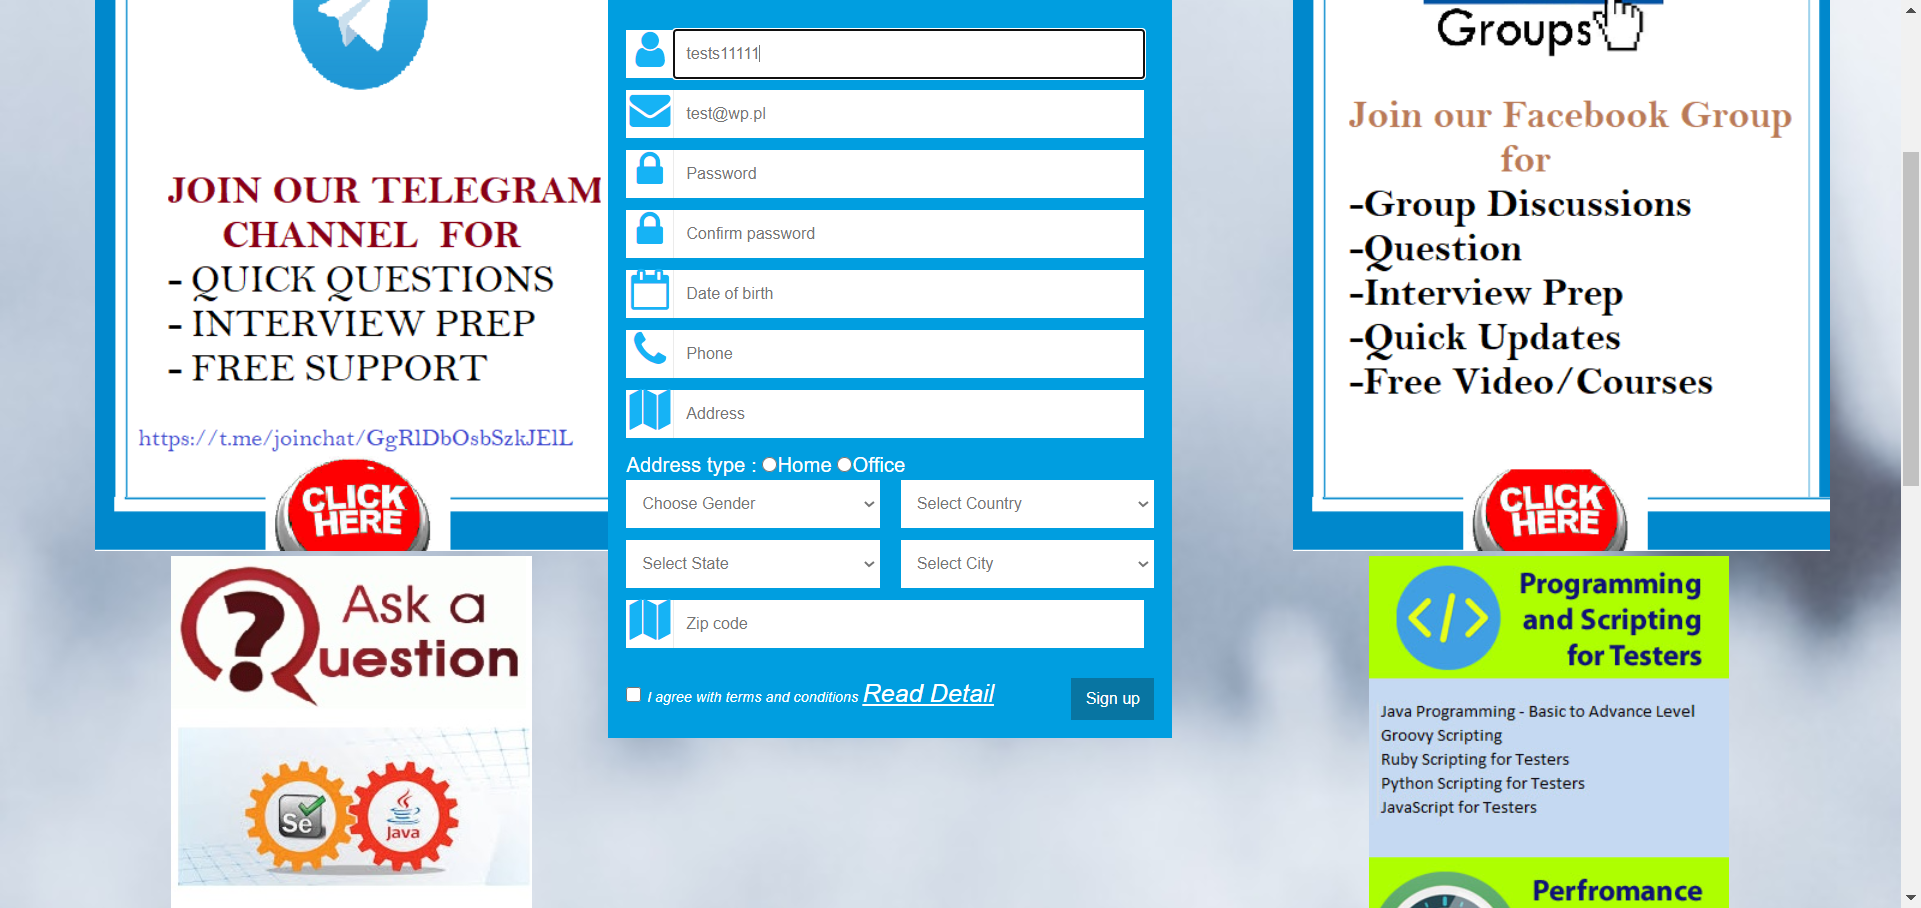 JOIN OUR TELEGRAM
CHANNEL FOR
- QUICK QUESTIONS
- INTERVIEW PREP
- FREE SUPPORT
https://t.me/joinchat/GgRlDbOsbSzkJElL
CLICK
HERE
Ask a
Question
Se
Java
tests11111
test@wp.pl
Password
Confirm password
Date of birth
Phone
Address
Address type : Home Office
Choose Gender
Select Country
Select State
Select City
Zip code
I agree with terms and conditions Read Detail
Sign up
Groups
Join our Facebook Group
for
-Group Discussions
-Question
-Interview Prep
-Quick Updates
-Free Video/Courses
CLICK
HERE
</> Programming
and Scripting
for Testers
Java Programming - Basic to Advance Level
Groovy Scripting
Ruby Scripting for Testers
Python Scripting for Testers
JavaScript for Testers
Perfromance